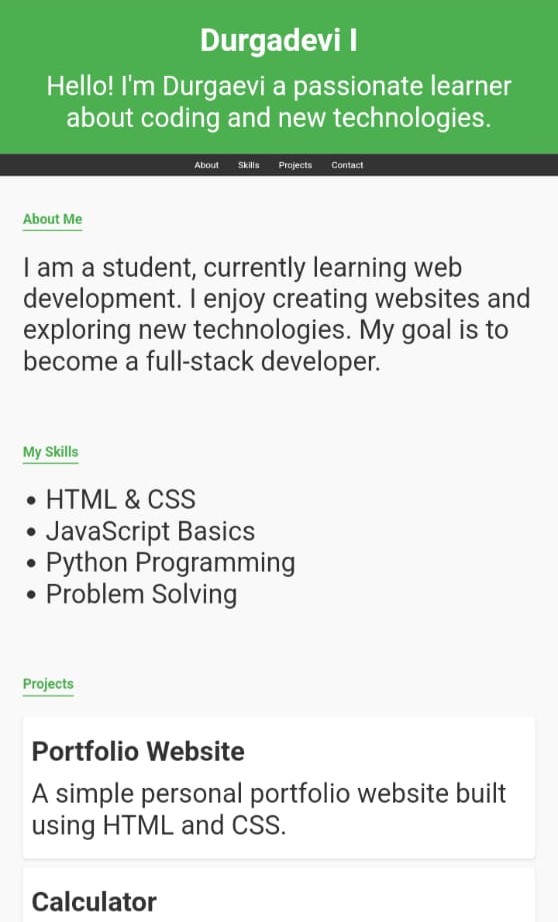 Durgadevi I
Hello! I'm Durgaevi a passionate learner
about coding and new technologies.
About Skills Projects Contact
About Me
I am a student, currently learning web
development. I enjoy creating websites and
exploring new technologies. My goal is to
become a full-stack developer.
My Skills
• HTML & CSS
• JavaScript Basics
• Python Programming
• Problem Solving
Projects
Portfolio Website
A simple personal portfolio website built
using HTML and CSS.
Calculator